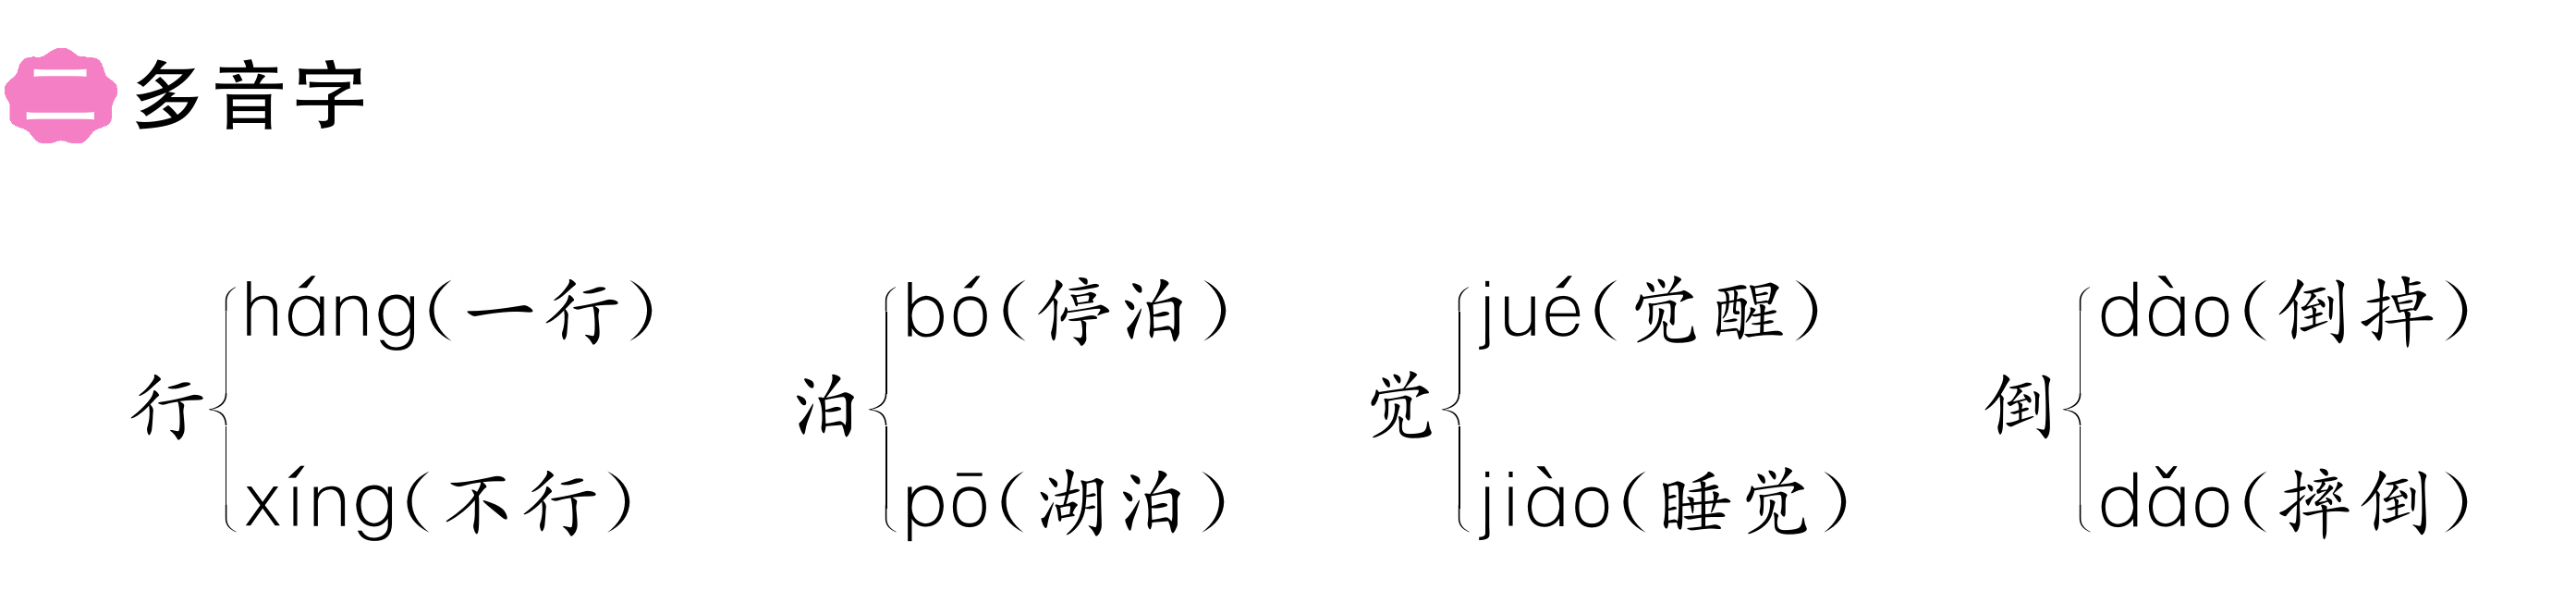 二 多音字
háng(一行) bó(停泊) jué(觉醒) dào(倒掉)
行 泊 觉 倒
xíng(不行) pō(湖泊) jiào(睡觉) dǎo(摔倒)